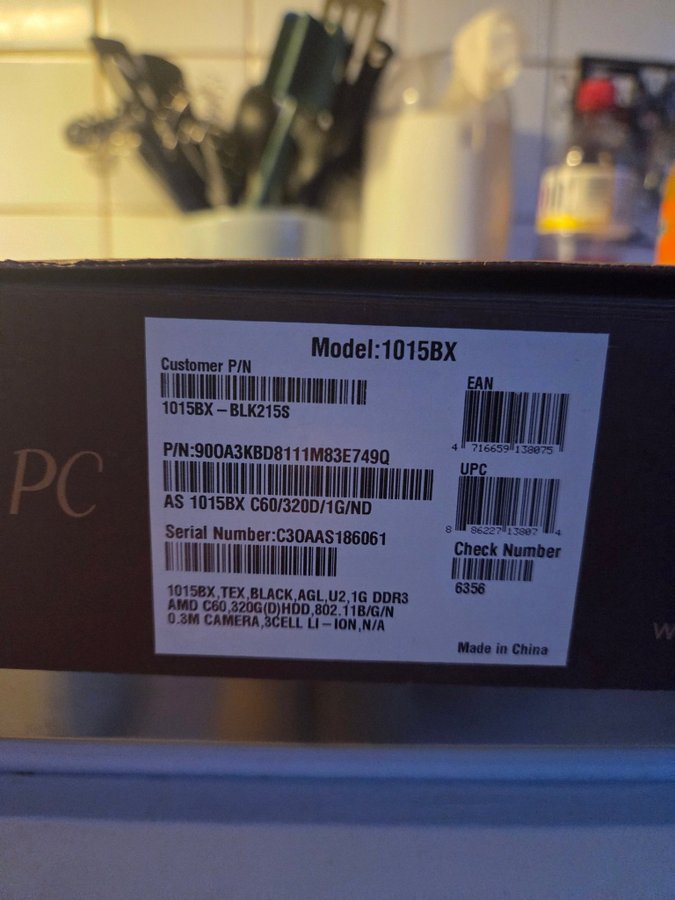 Model:1015BX
Customer P/N
1015BX-BLK215S
EAN
4 716659 138075
P/N:90OA3KBD8111M83E749Q
AS 1015BX C60/320D/1G/ND
UPC
8 86227 13807 4
Serial Number:C3OAAS186061
Check Number
6356
1015BX,TEX,BLACK,AGL,U2,1G DDR3
AMD C60,320G(D)HDD,802.11B/G/N
0.3M CAMERA,3CELL LI-ION,N/A
Made in China
PC
w